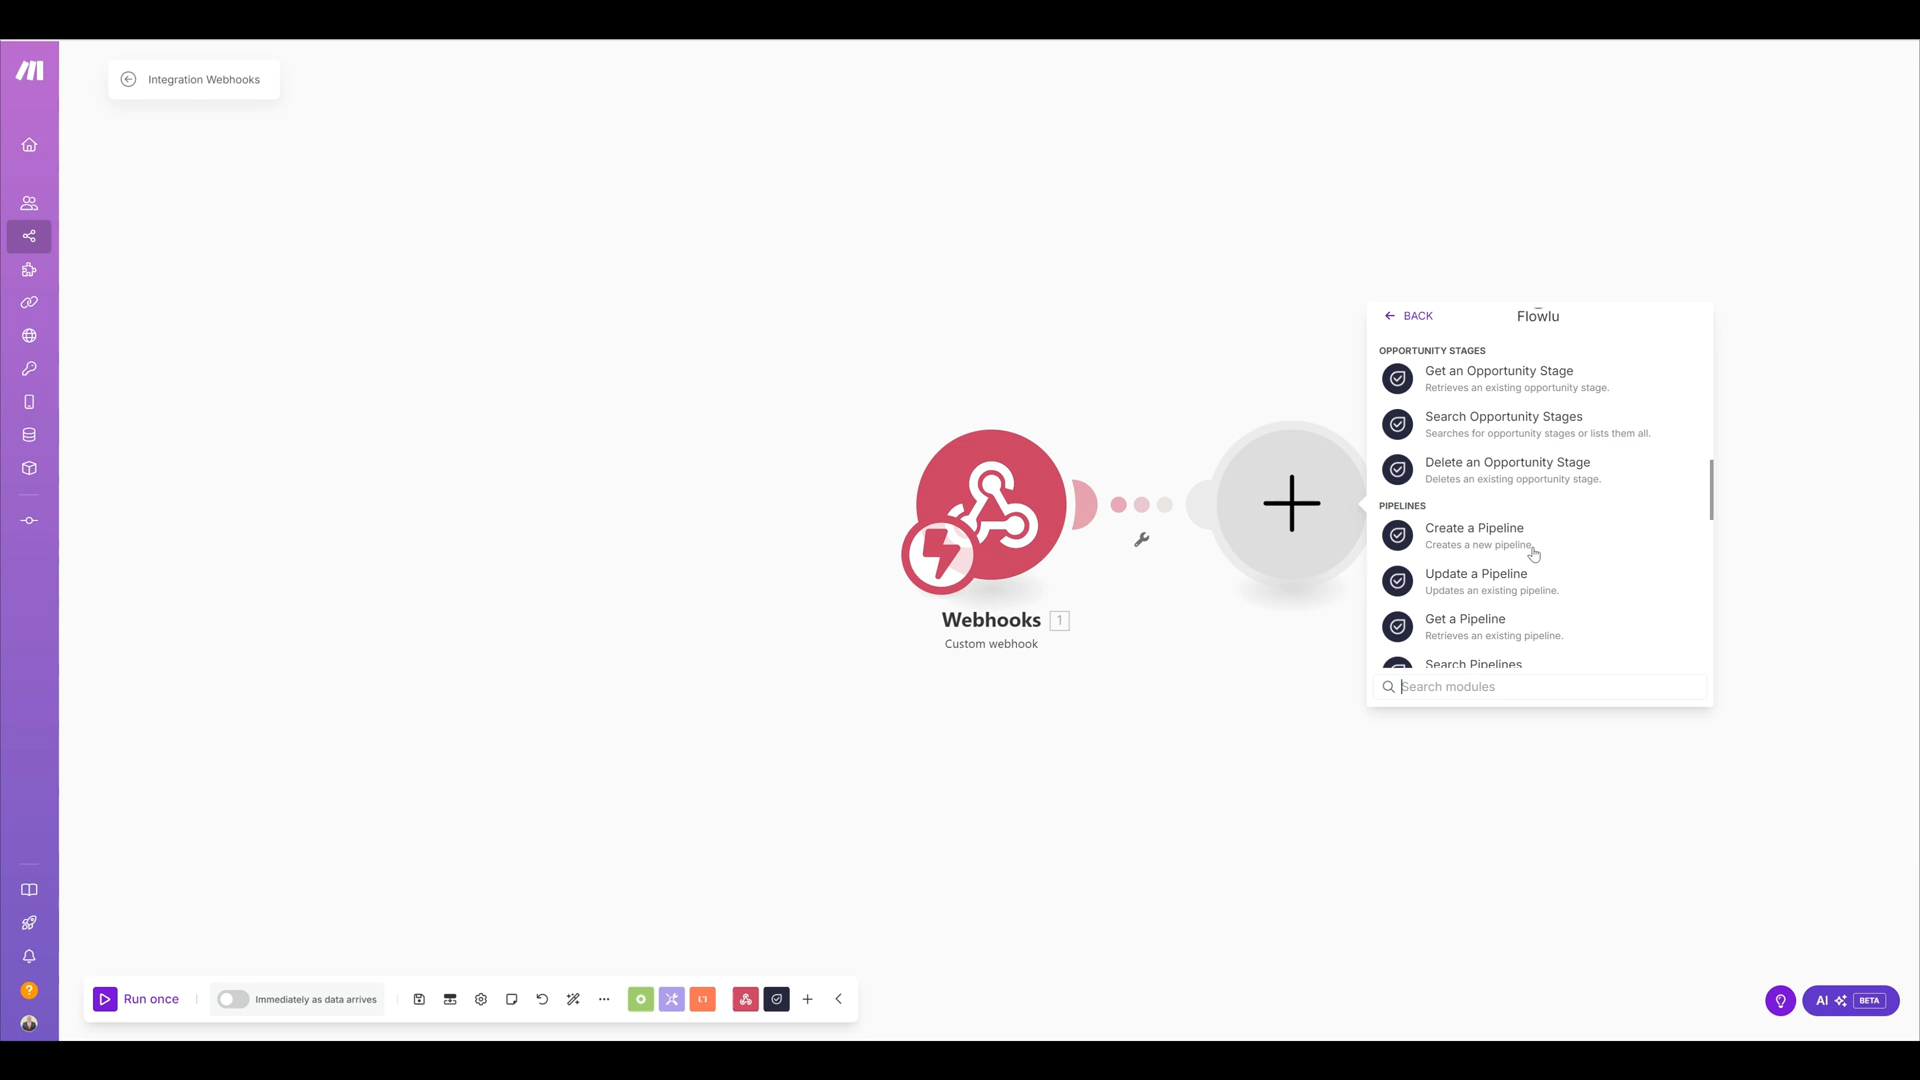 Integration Webhooks
BACK
Flowlu
OPPORTUNITY STAGES
Get an Opportunity Stage
Retrieves an existing opportunity stage.
Search Opportunity Stages
Searches for opportunity stages or lists them all.
Delete an Opportunity Stage
Deletes an existing opportunity stage.
PIPELINES
Create a Pipeline
Creates a new pipeline.
Update a Pipeline
Updates an existing pipeline.
Get a Pipeline
Retrieves an existing pipeline.
Search Pipelines
Search modules
Webhooks 1
Custom webhook
Run once
Immediately as data arrives
?
AI BETA